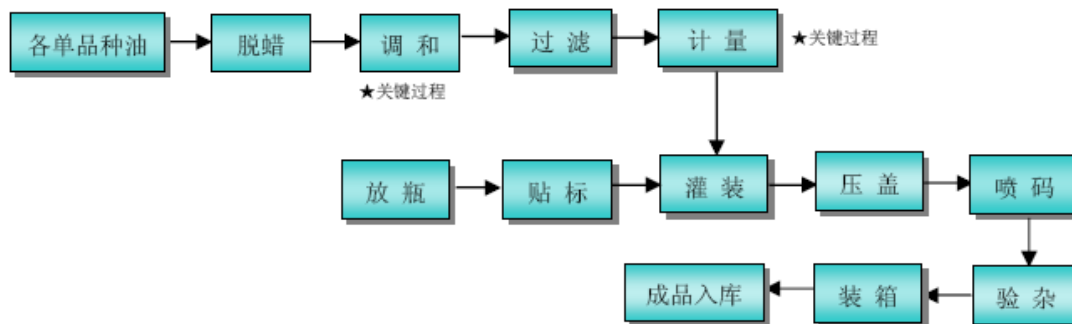 各单品种油
脱蜡
调和
过滤
计量
★关键过程
★关键过程
放瓶
贴标
灌装
压盖
喷码
成品入库
装箱
验杂